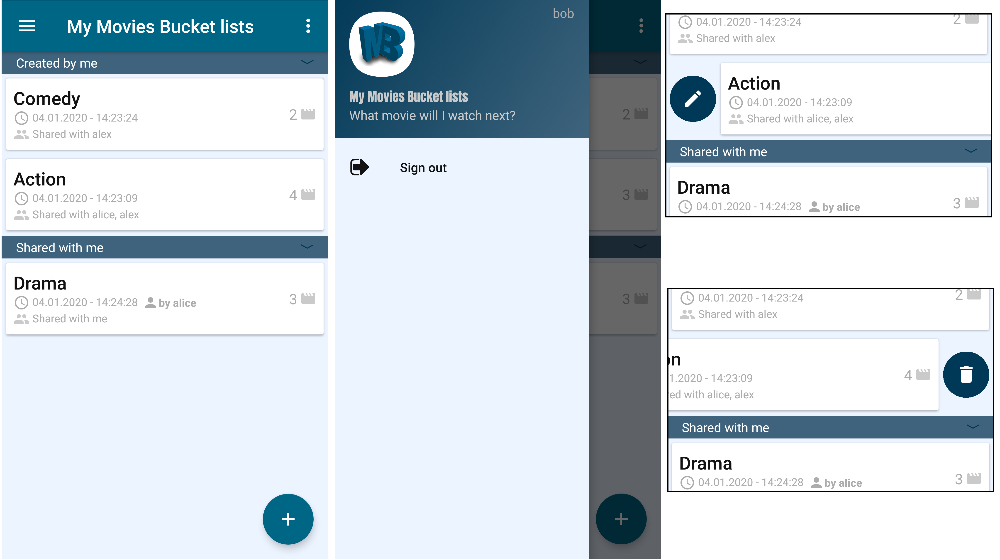 My Movies Bucket lists
Created by me
Comedy
04.01.2020 - 14:23:24
2
Shared with alex
Action
04.01.2020 - 14:23:09
4
Shared with alice, alex
Shared with me
Drama
04.01.2020 - 14:24:28 by alice
3
Shared with me
+
bob
MB
My Movies Bucket lists
What movie will I watch next?
Sign out
2
3
3
+
04.01.2020 - 14:23:24
2
Shared with alex
Action
04.01.2020 - 14:23:09
Shared with alice, alex
Shared with me
Drama
04.01.2020 - 14:24:28 by alice
3
04.01.2020 - 14:23:24
2
Shared with alex
on
1.2020 - 14:23:09
4
red with alice, alex
Shared with me
Drama
04.01.2020 - 14:24:28 by alice
3